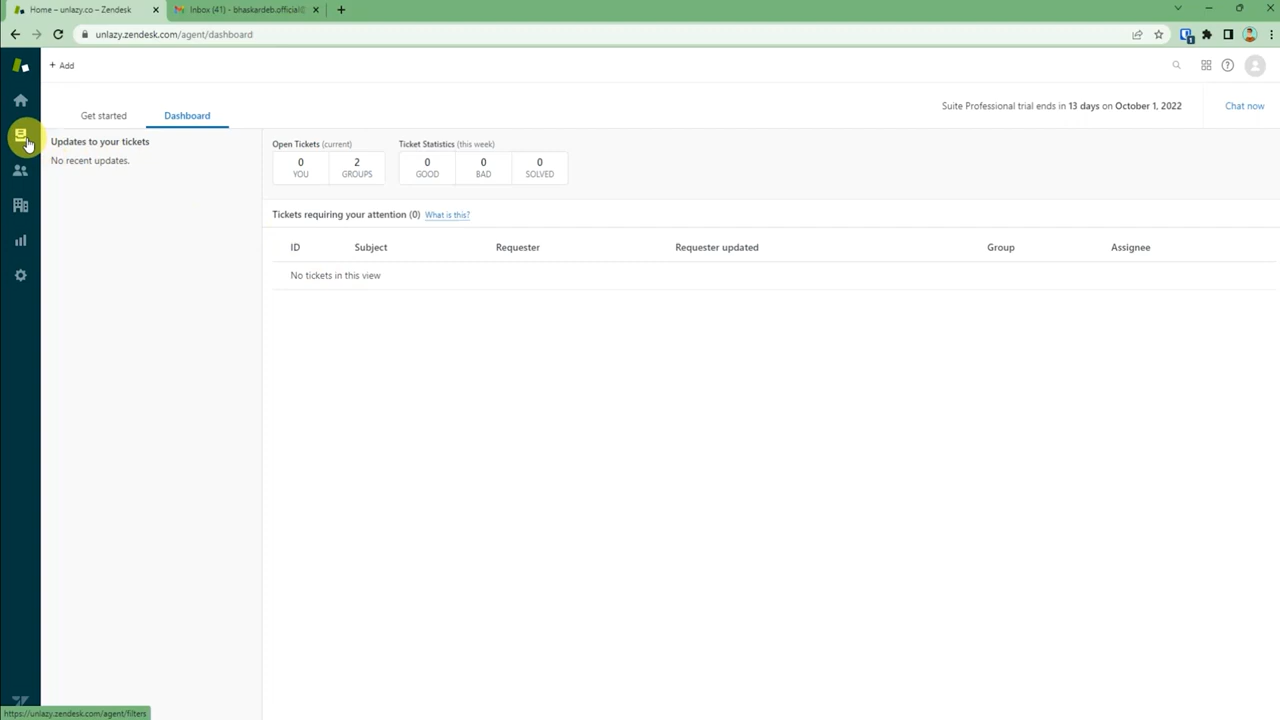 Home – unlazy.co – Zendesk
Inbox (41) - bhaskardeb.official@
unlazy.zendesk.com/agent/dashboard
+ Add
Get started
Dashboard
Suite Professional trial ends in 13 days on October 1, 2022
Chat now
Updates to your tickets
No recent updates.
Open Tickets (current)
0
YOU
2
GROUPS
Ticket Statistics (this week)
0
GOOD
0
BAD
0
SOLVED
Tickets requiring your attention (0) What is this?
ID Subject Requester Requester updated Group Assignee
No tickets in this view
https://unlazy.zendesk.com/agent/filters